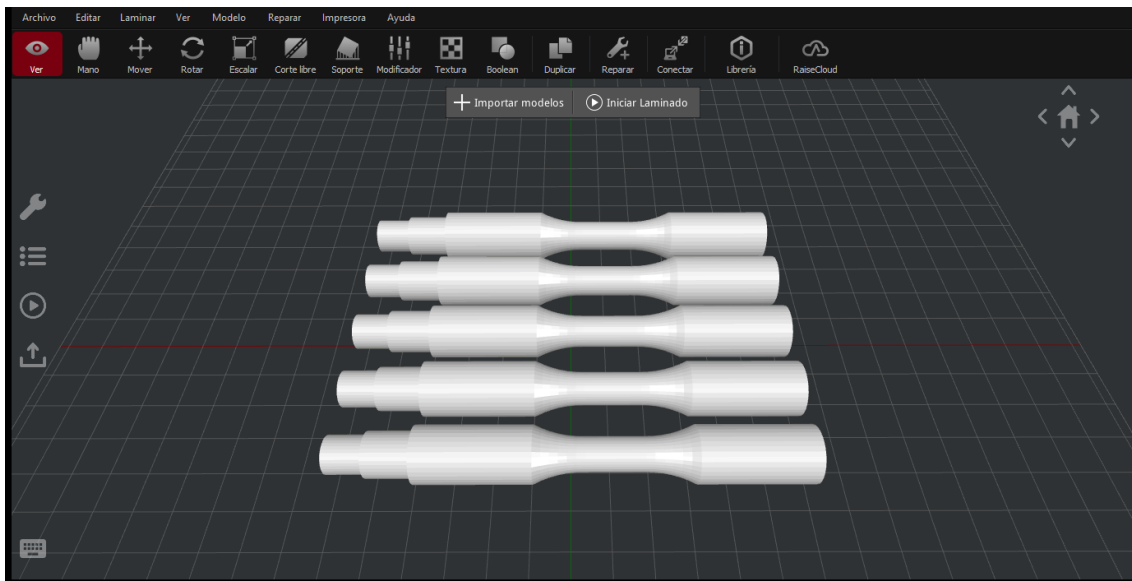 Archivo Editar Laminar Ver Modelo Reparar Impresora Ayuda
Ver Mano Mover Rotar Escalar Corte libre Soporte Modificador Textura Boolean Duplicar Reparar Conectar Librería RaiseCloud
Importar modelos Iniciar Laminado